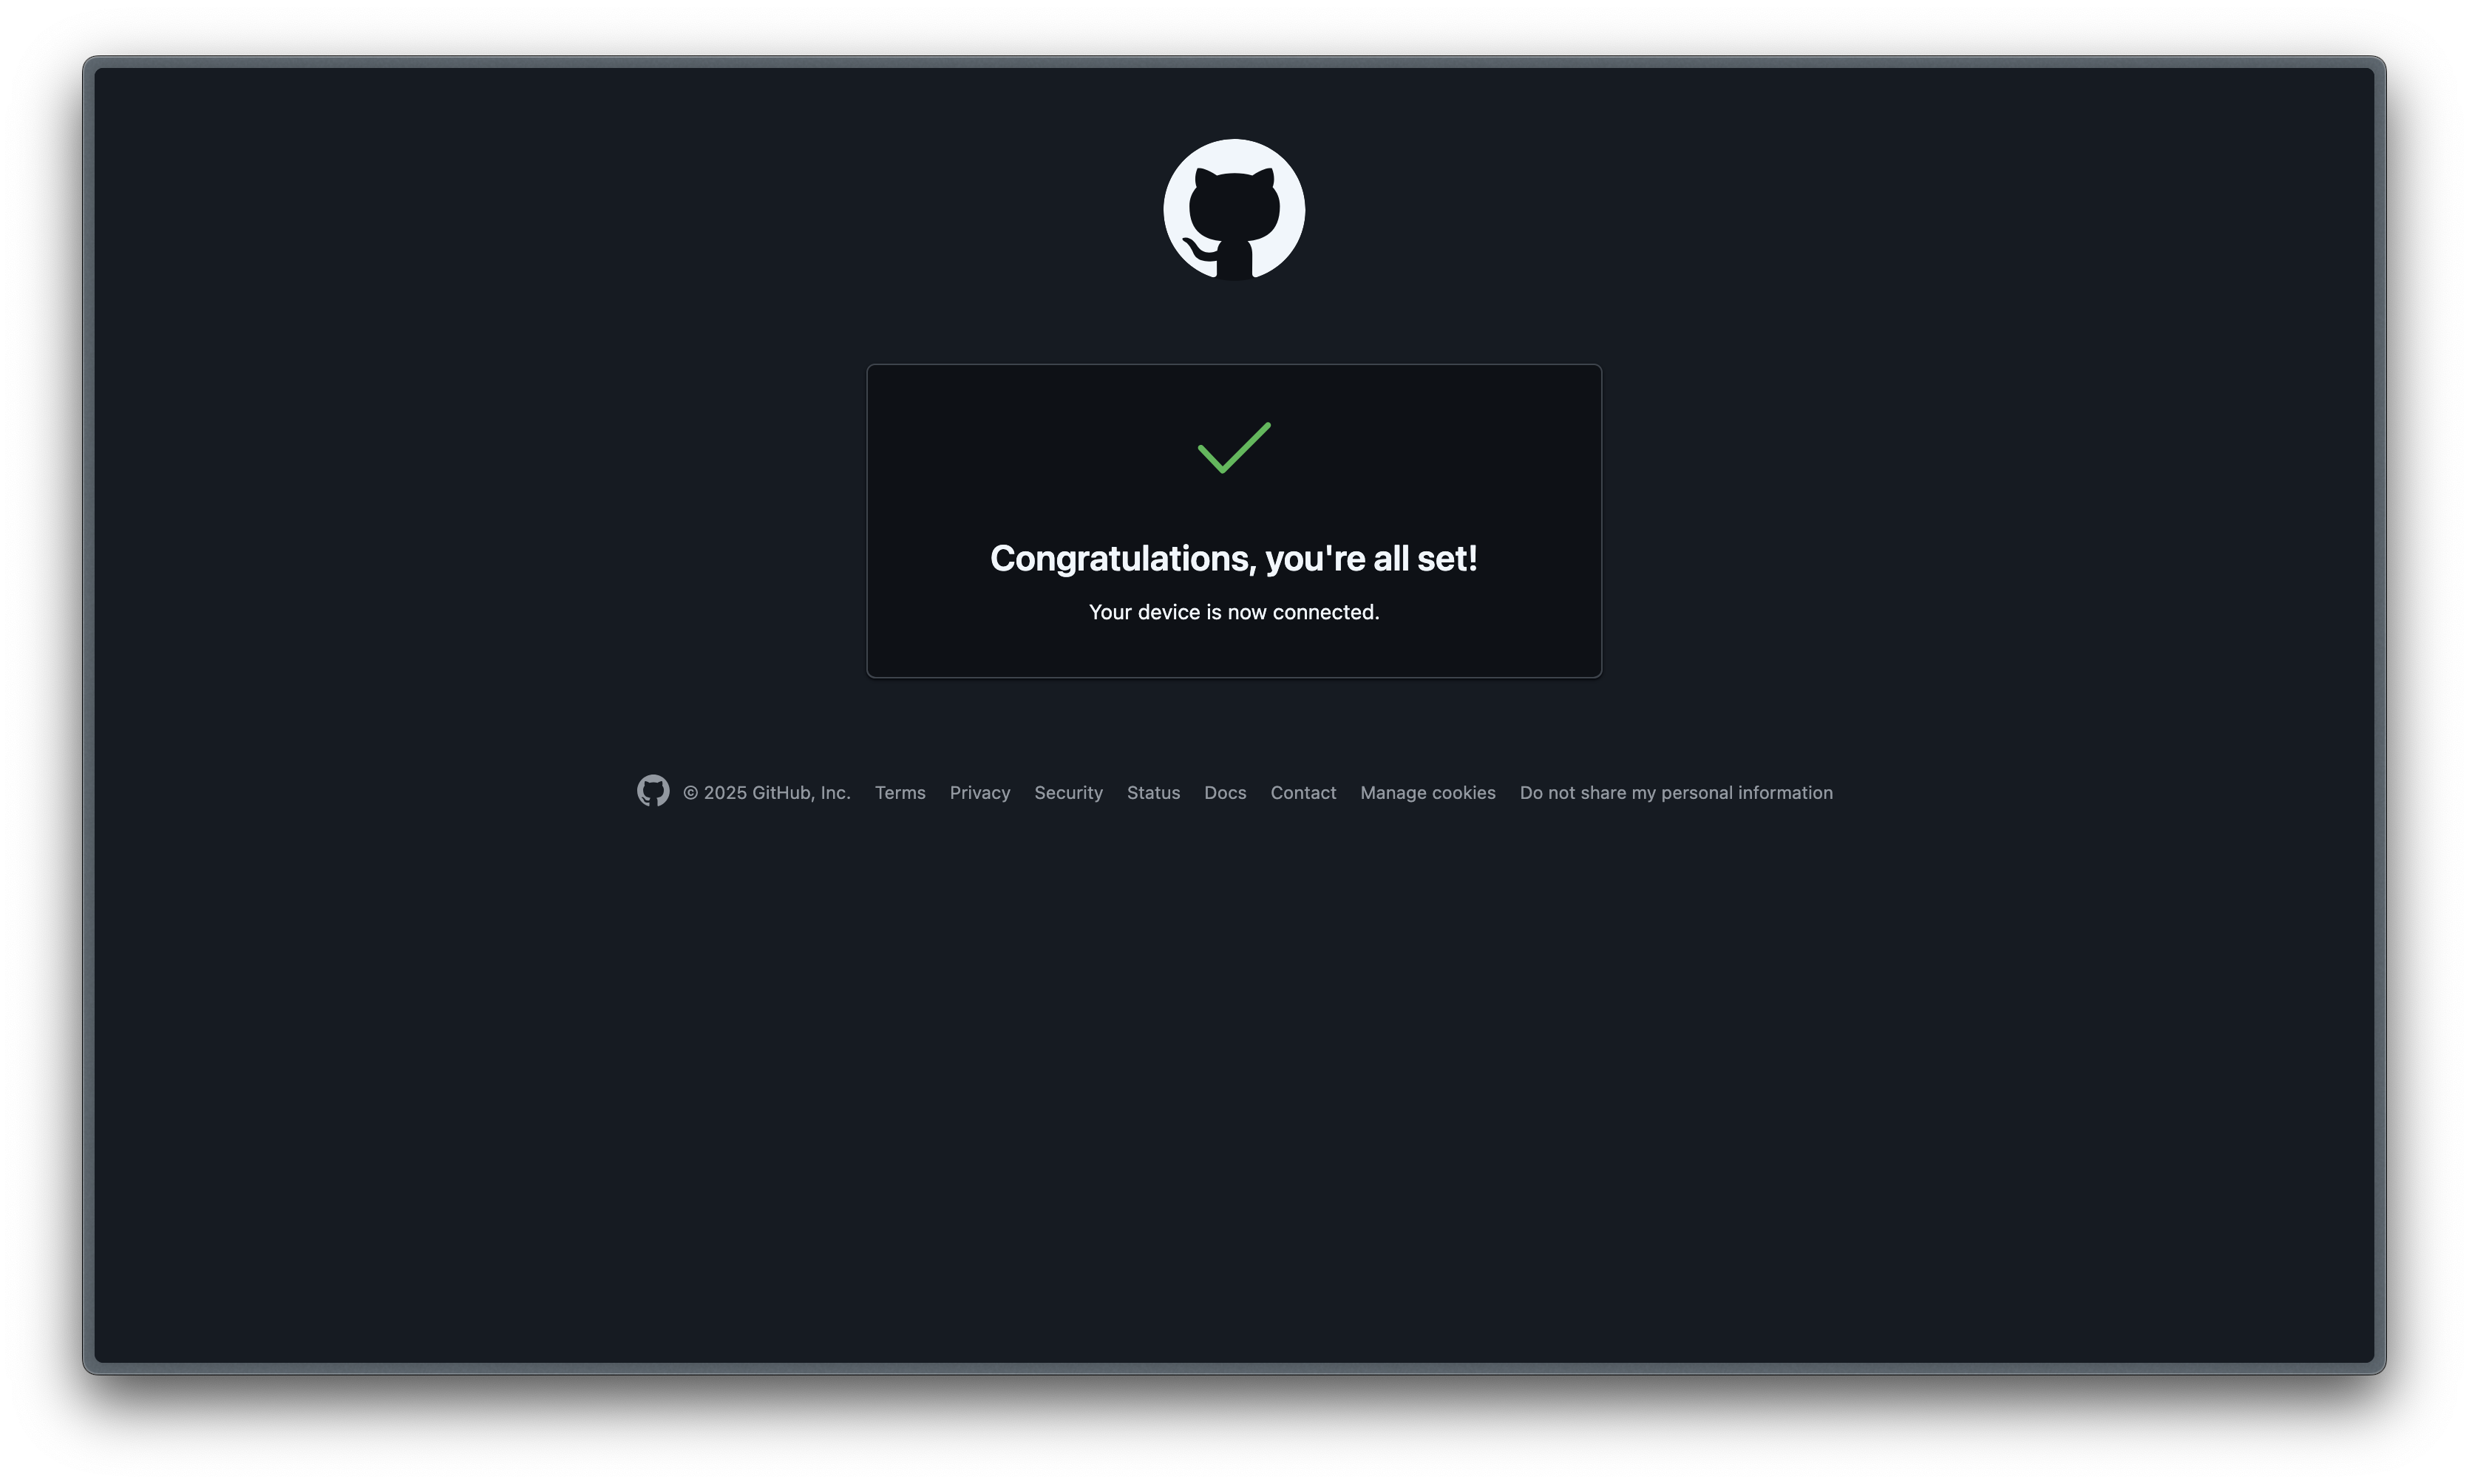 Congratulations, you're all set!
Your device is now connected.
© 2025 GitHub, Inc. Terms Privacy Security Status Docs Contact Manage cookies Do not share my personal information